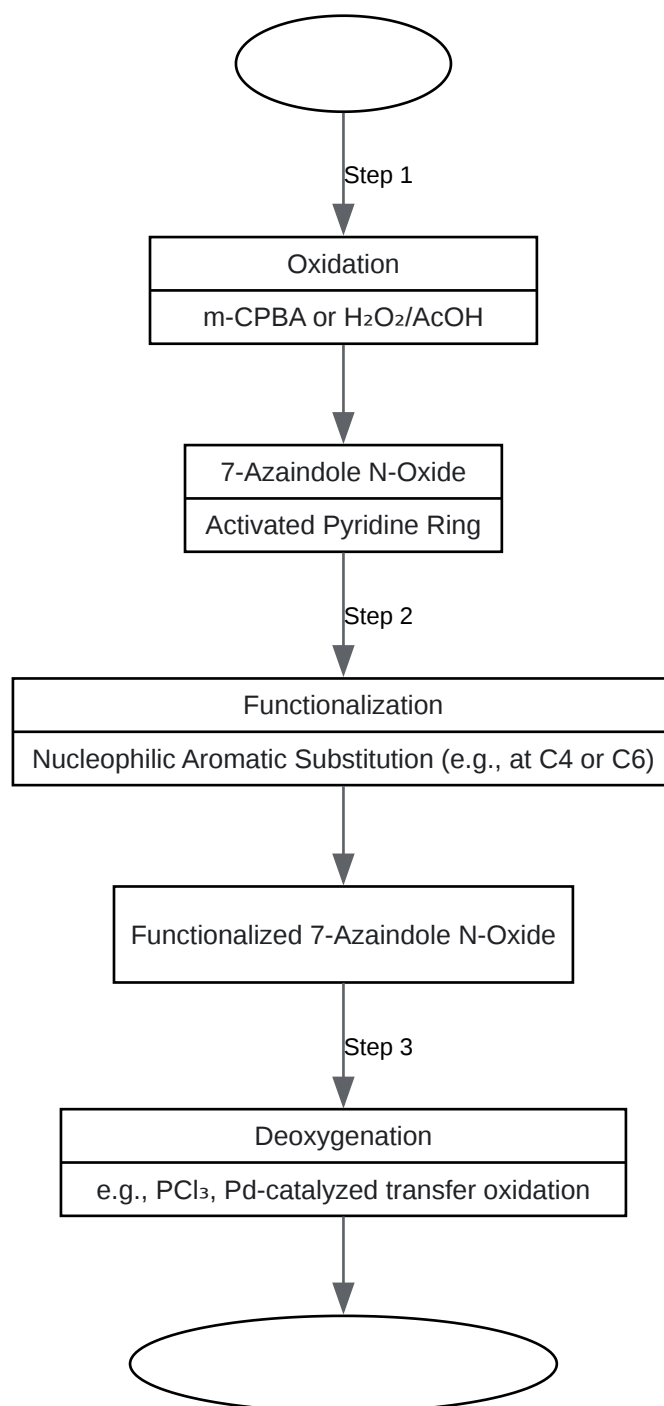 Step 1
Oxidation
m-CPBA or H₂O₂/AcOH
7-Azaindole N-Oxide
Activated Pyridine Ring
Step 2
Functionalization
Nucleophilic Aromatic Substitution (e.g., at C4 or C6)
Functionalized 7-Azaindole N-Oxide
Step 3
Deoxygenation
e.g., PCl₃, Pd-catalyzed transfer oxidation